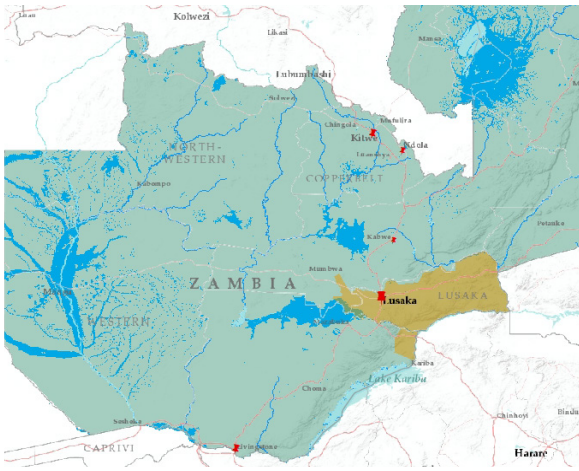 Kolwezi
Likasi
Lubumbashi
Solwezi
Chingola
Mufulira
Kitwe
Ndola
NORTH-
WESTERN
COPPERBELT
Kabompo
Petauke
Kabwe
Mumbwa
ZAMBIA
Lusaka
LUSAKA
WESTERN
Kariba
Lake Kariba
Choma
Chinhoyi
Sesheke
Livingstone
CAPRIVI
Harare